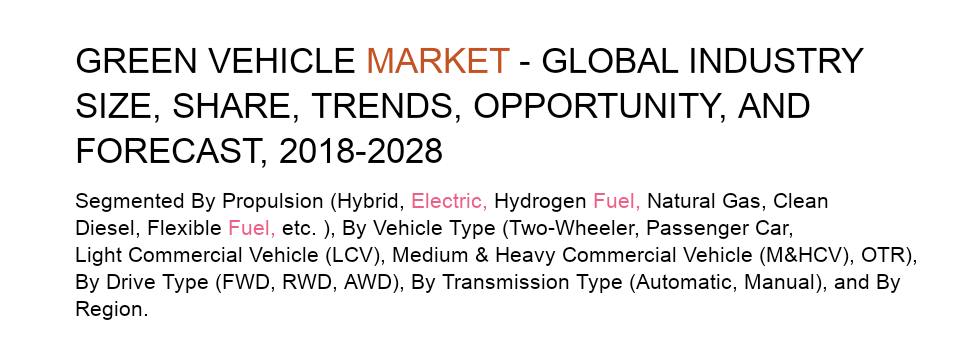 GREEN VEHICLE MARKET - GLOBAL INDUSTRY
SIZE, SHARE, TRENDS, OPPORTUNITY, AND
FORECAST, 2018-2028
Segmented By Propulsion (Hybrid, Electric, Hydrogen Fuel, Natural Gas, Clean
Diesel, Flexible Fuel, etc. ), By Vehicle Type (Two-Wheeler, Passenger Car,
Light Commercial Vehicle (LCV), Medium & Heavy Commercial Vehicle (M&HCV), OTR),
By Drive Type (FWD, RWD, AWD), By Transmission Type (Automatic, Manual), and By
Region.